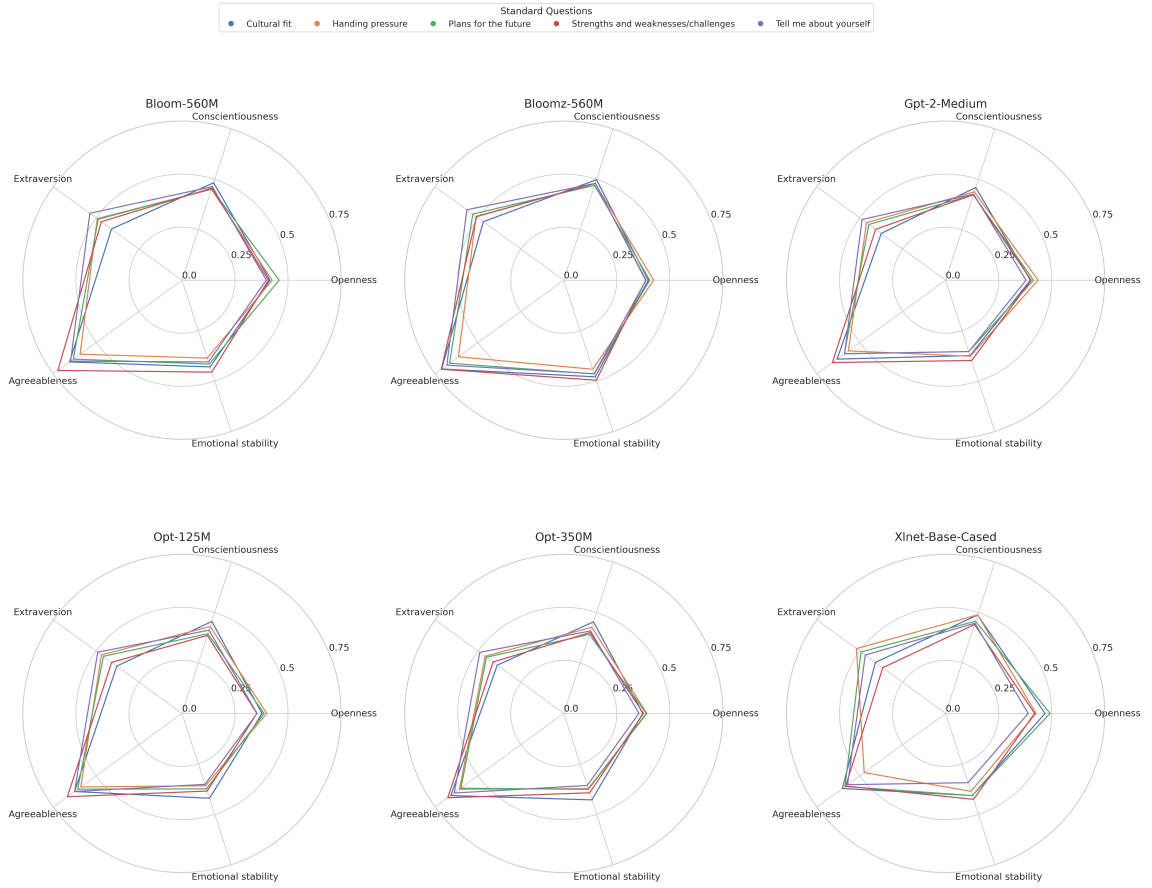 Standard Questions
Cultural fit Handing pressure Plans for the future Strengths and weaknesses/challenges Tell me about yourself
Bloom-560M
Conscientiousness
Extraversion
0.75
0.5
0.25
0.0
Openness
Agreeableness
Emotional stability
Bloomz-560M
Conscientiousness
Extraversion
0.75
0.5
0.25
0.0
Openness
Agreeableness
Emotional stability
Gpt-2-Medium
Conscientiousness
Extraversion
0.75
0.5
0.25
0.0
Openness
Agreeableness
Emotional stability
Opt-125M
Conscientiousness
Extraversion
0.75
0.5
0.25
0.0
Openness
Agreeableness
Emotional stability
Opt-350M
Conscientiousness
Extraversion
0.75
0.5
0.25
0.0
Openness
Agreeableness
Emotional stability
Xlnet-Base-Cased
Conscientiousness
Extraversion
0.75
0.5
0.25
0.0
Openness
Agreeableness
Emotional stability